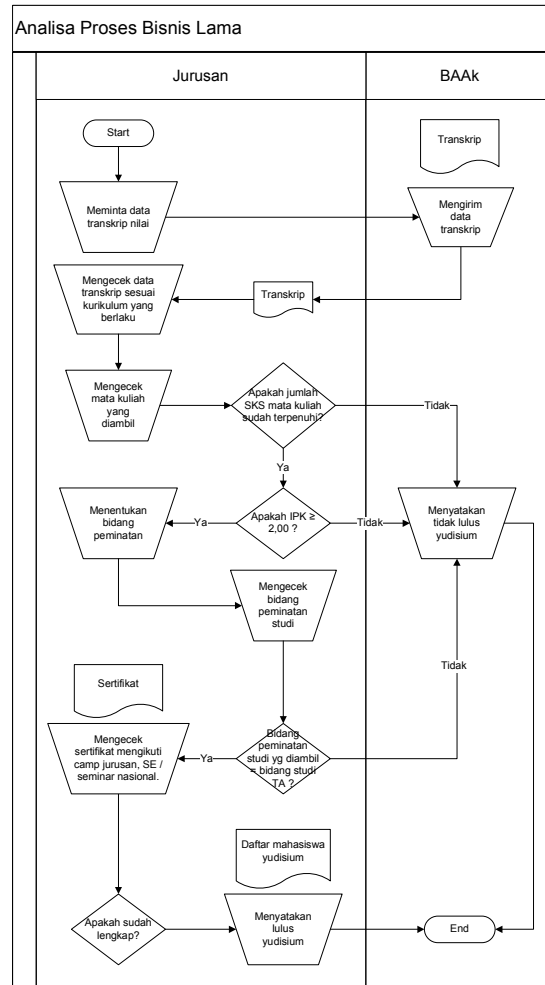 Analisa Proses Bisnis Lama
Jurusan
BAAk
Start
Transkrip
Meminta data
transkrip nilai
Mengirim
data
transkrip
Mengecek data
transkrip sesuai
kurikulum yang
berlaku
Transkrip
Mengecek
mata kuliah
yang
diambil
Apakah jumlah
SKS mata kuliah
sudah terpenuhi?
Tidak
Ya
Menentukan
bidang
peminatan
Ya
Apakah IPK ≥
2,00 ?
Tidak
Menyatakan
tidak lulus
yudisium
Mengecek
bidang
peminatan
studi
Tidak
Sertifikat
Mengecek
sertifikat mengikuti
camp jurusan, SE /
seminar nasional.
Ya
Bidang
peminatan
studi yg diambil
= bidang studi
TA ?
Daftar mahasiswa
yudisium
Apakah sudah
lengkap?
Menyatakan
lulus
yudisium
End